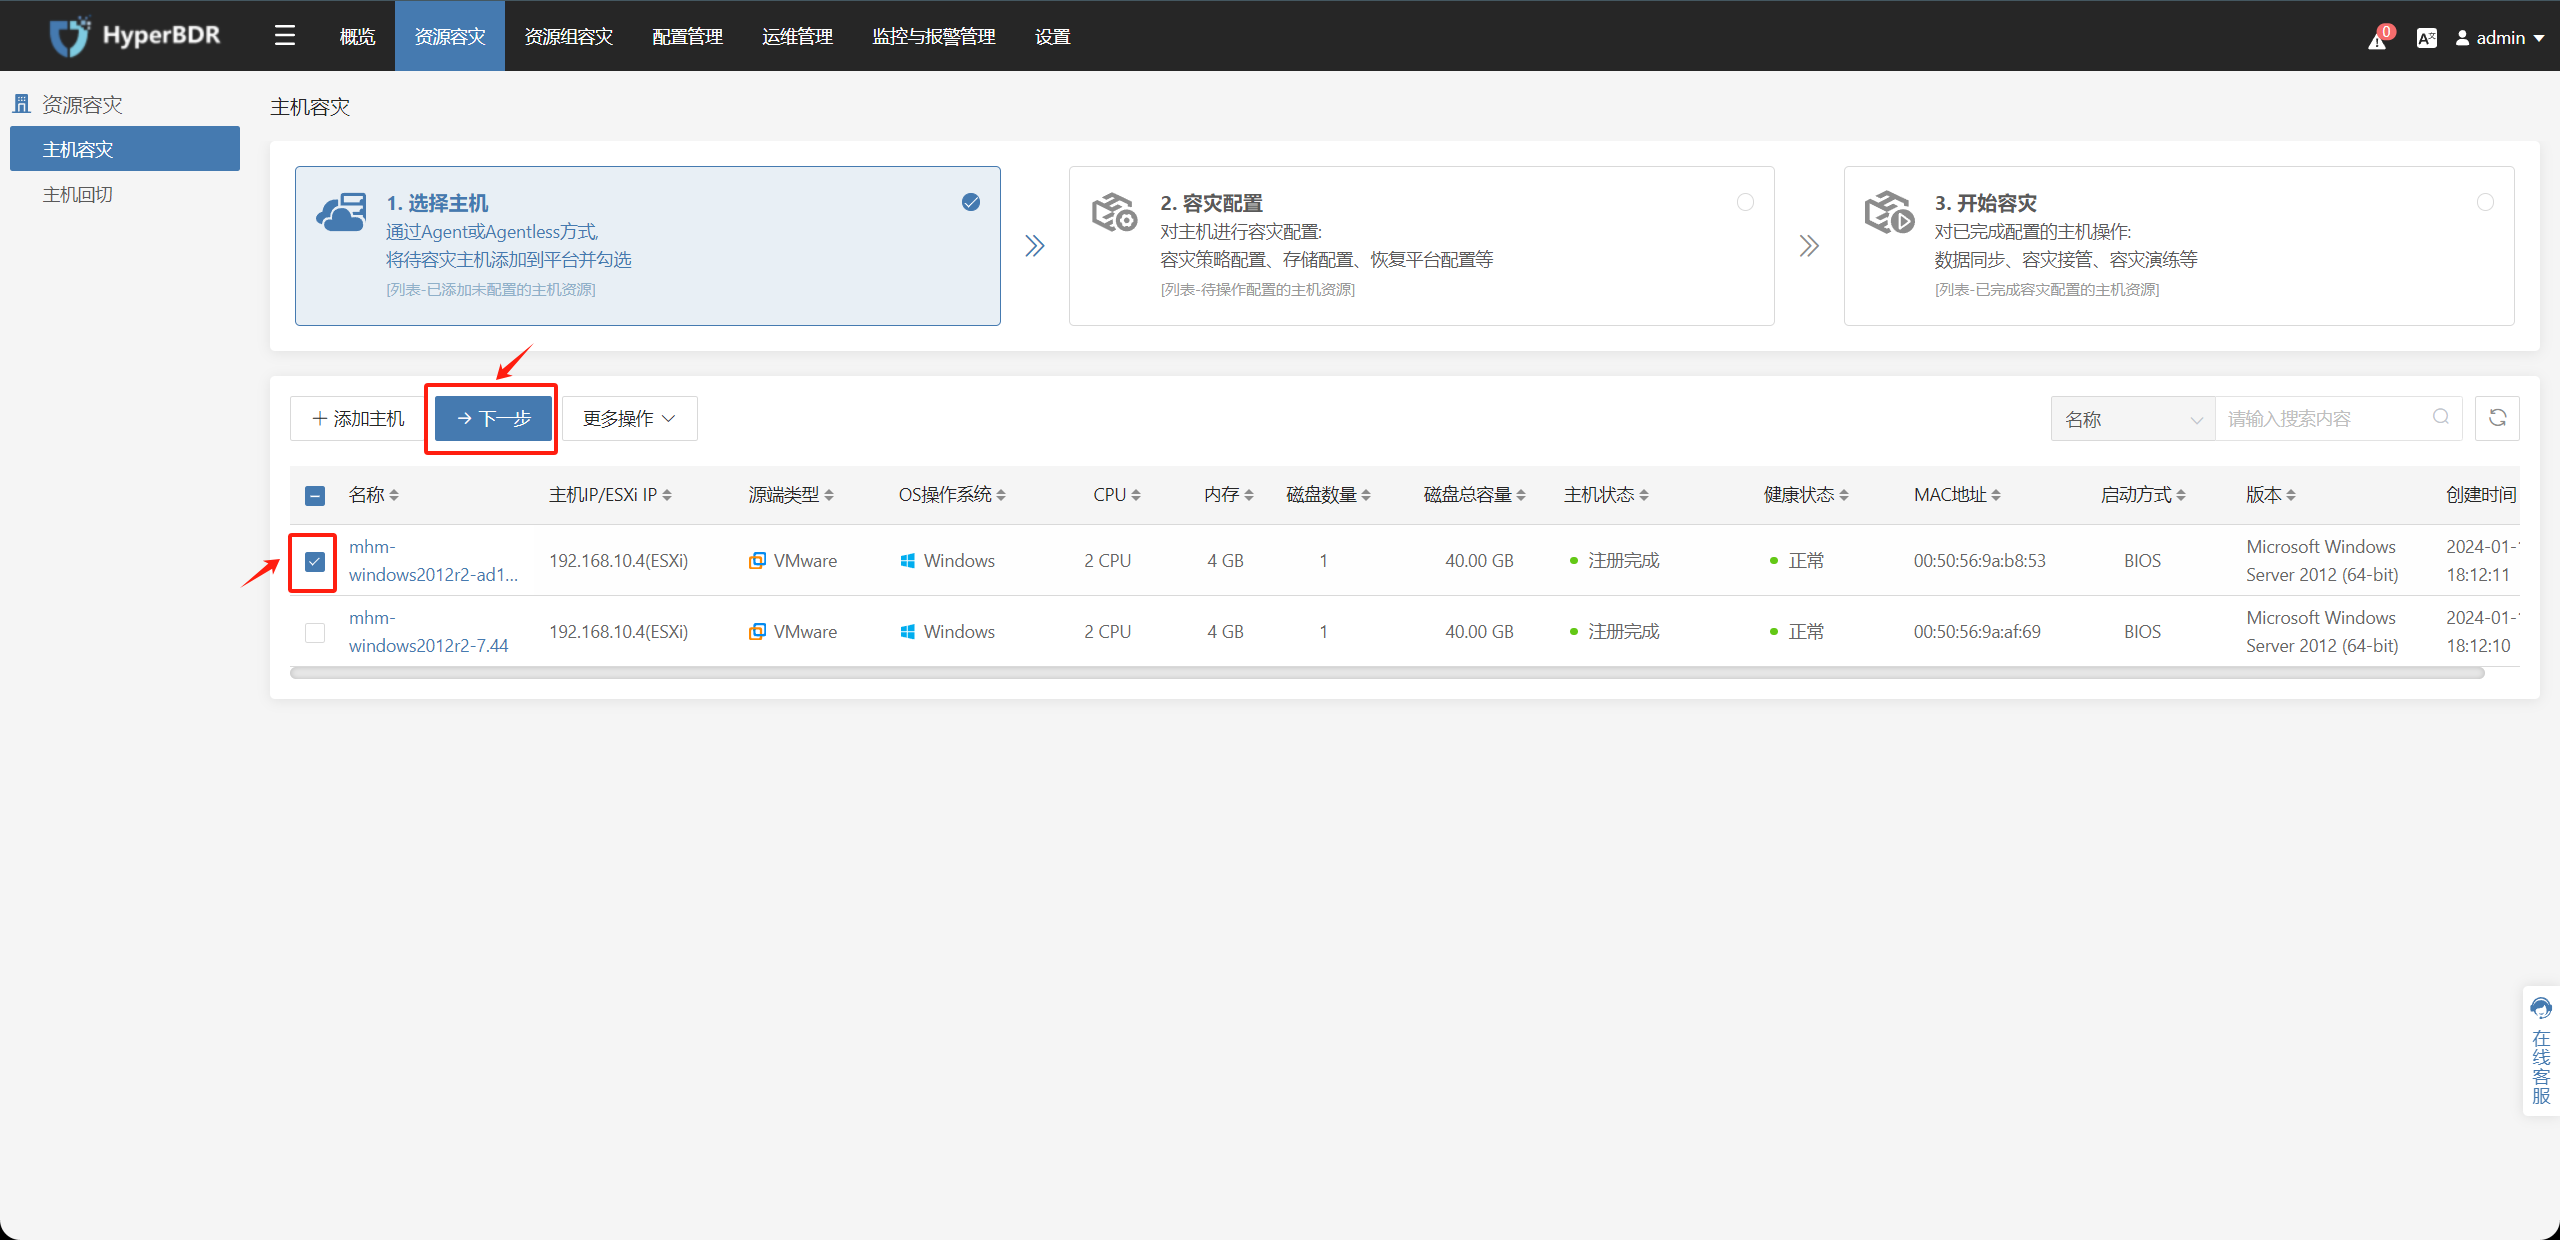 HyperBDR
概览
资源容灾
资源组容灾
配置管理
运维管理
监控与报警管理
设置
0
admin
资源容灾
主机容灾
主机回切
主机容灾
1. 选择主机
通过Agent或Agentless方式,
将待容灾主机添加到平台并勾选
[列表-已添加未配置的主机资源]
2. 容灾配置
对主机进行容灾配置:
容灾策略配置、存储配置、恢复平台配置等
[列表-待操作配置的主机资源]
3. 开始容灾
对已完成配置的主机操作:
数据同步、容灾接管、容灾演练等
[列表-已完成容灾配置的主机资源]
添加主机
下一步
更多操作
名称
请输入搜索内容
名称 主机IP/ESXi IP 源端类型 OS操作系统 CPU 内存 磁盘数量 磁盘总容量 主机状态 健康状态 MAC地址 启动方式 版本 创建时间
mhm-
windows2012r2-ad1...
192.168.10.4(ESXi) VMware Windows 2 CPU 4 GB 1 40.00 GB 注册完成 正常 00:50:56:9a:b8:53 BIOS
Microsoft Windows
Server 2012 (64-bit)
2024-01-
18:12:11
mhm-
windows2012r2-7.44
192.168.10.4(ESXi) VMware Windows 2 CPU 4 GB 1 40.00 GB 注册完成 正常 00:50:56:9a:af:69 BIOS
Microsoft Windows
Server 2012 (64-bit)
2024-01-
18:12:10
在线客服